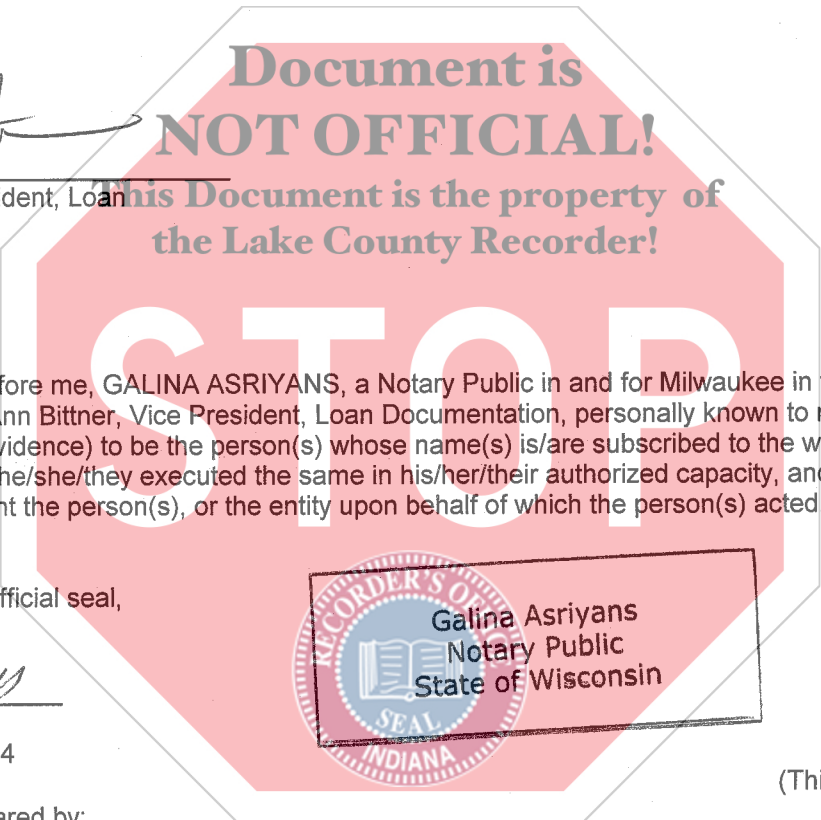 Document is
NOT OFFICIAL!
This Document is the property of
the Lake County Recorder!
dent, Loan
STOP
fore me, GALINA ASRIYANS, a Notary Public in and for Milwaukee in
Ann Bittner, Vice President, Loan Documentation, personally known to
vidence) to be the person(s) whose name(s) is/are subscribed to the w
he/she/they executed the same in his/her/their authorized capacity, and
nt the person(s), or the entity upon behalf of which the person(s) acted
fficial seal,
RECORDER'S OFFICE
SEAL
INDIANA
Galina Asriyans
Notary Public
State of Wisconsin
4
(Thi
ared by: